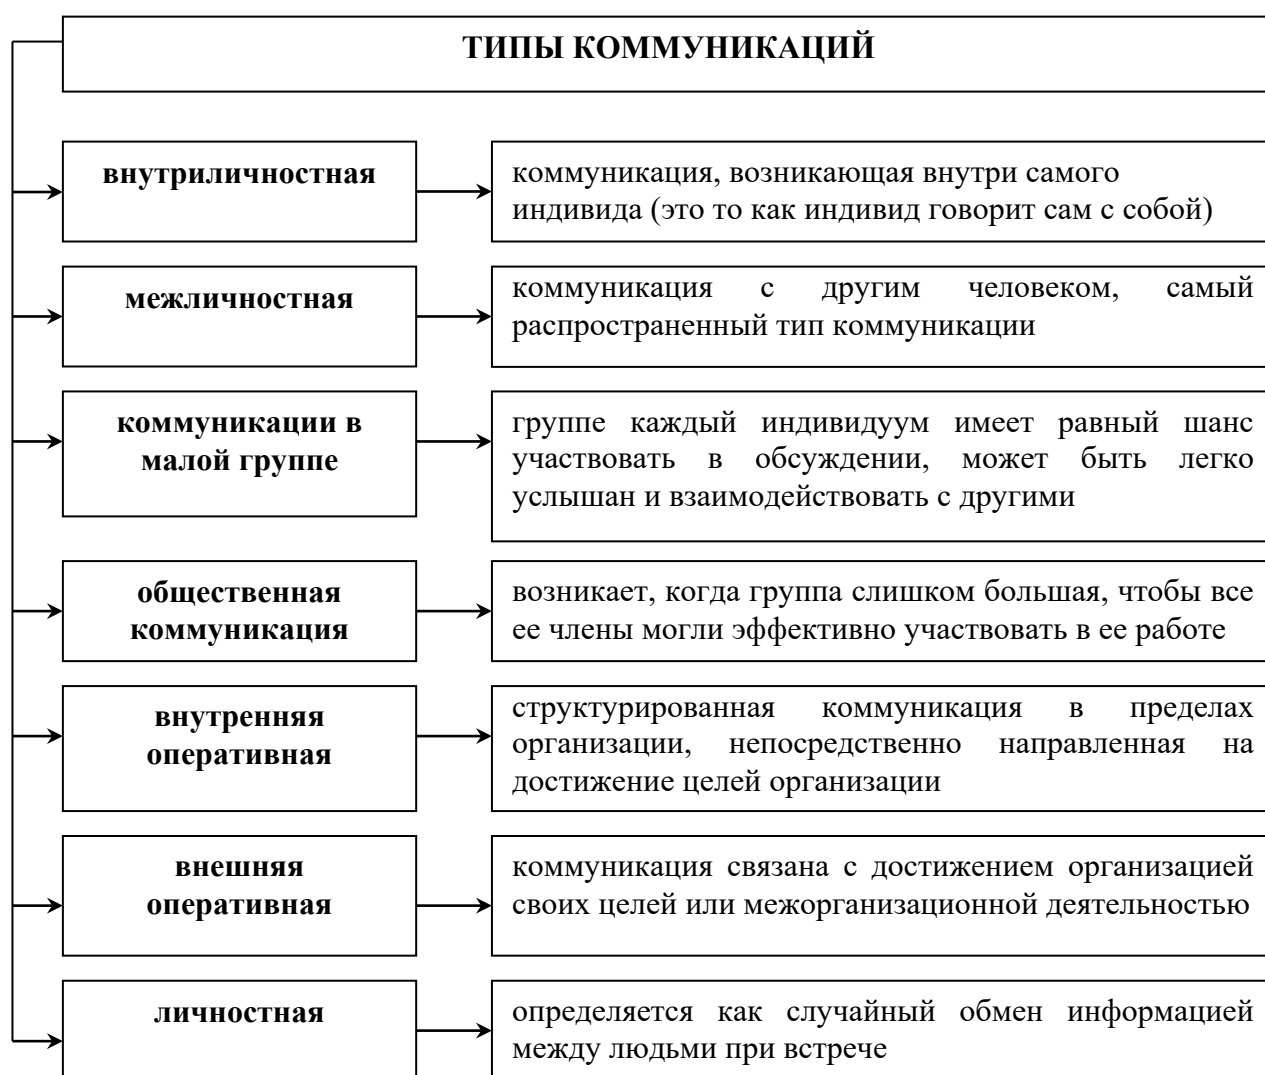 ТИПЫ КОММУНИКАЦИЙ
внутриличностная
коммуникация, возникающая внутри самого
индивида (это то как индивид говорит сам с собой)
межличностная
коммуникация с другим человеком, самый
распространенный тип коммуникации
коммуникации в
малой группе
группе каждый индивидуум имеет равный шанс
участвовать в обсуждении, может быть легко
услышан и взаимодействовать с другими
общественная
коммуникация
возникает, когда группа слишком большая, чтобы все
ее члены могли эффективно участвовать в ее работе
внутренняя
оперативная
структурированная коммуникация в пределах
организации, непосредственно направленная на
достижение целей организации
внешняя
оперативная
коммуникация связана с достижением организацией
своих целей или межорганизационной деятельностью
личностная
определяется как случайный обмен информацией
между людьми при встрече